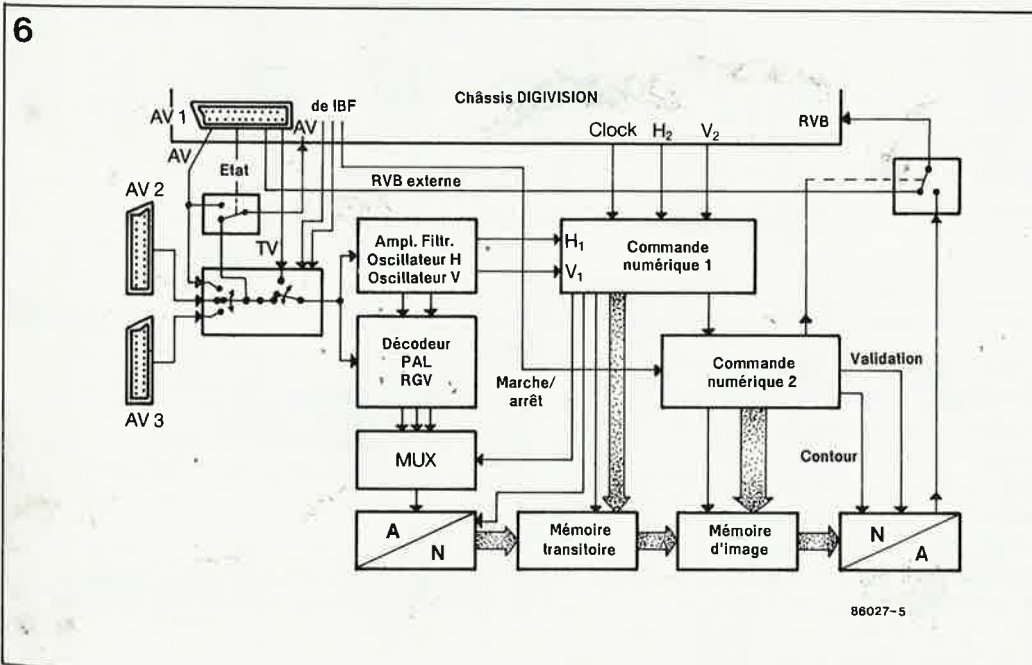 6
Châssis DIGIVISION
AV 1
de IBF
AV
RVB
Clock H₂ V₂
AV
Etat
RVB externe
AV 2
TV
Ampl. Filtr.
Oscillateur H
Oscillateur V
H₁
V₁
Commande
numérique 1
Décodeur
PAL
RGV
Marche/
arrêt
Commande
numérique 2
Validation
AV 3
MUX
Contour
A
N
Mémoire
transitoire
Mémoire
d'image
N
A
86027-5